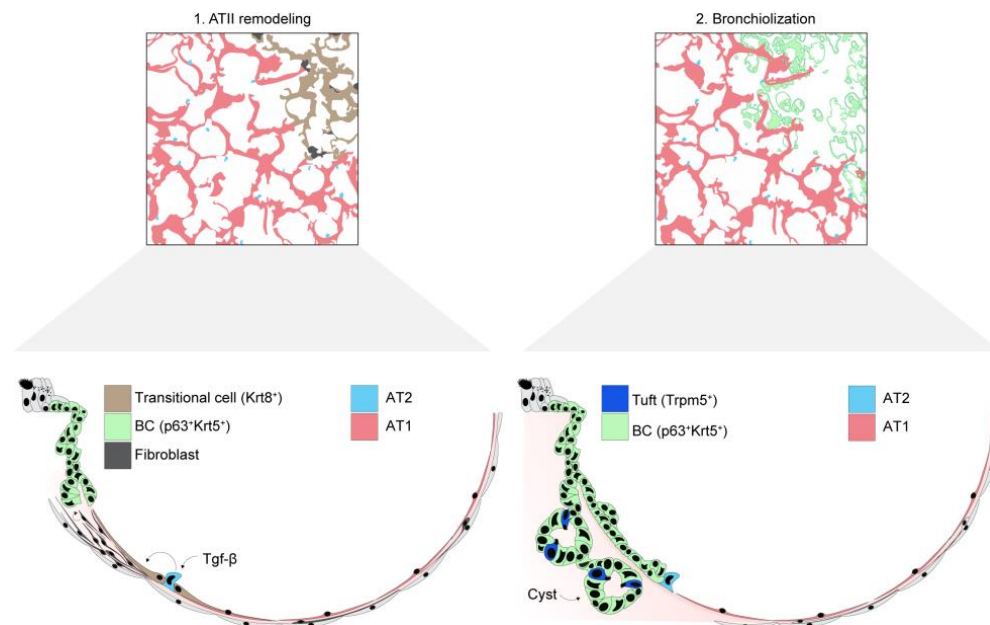 1. ATII remodeling
2. Bronchiolization
Transitional cell (Krt8⁺)
BC (p63⁺Krt5⁺)
Fibroblast
AT2
AT1
Tgf-β
Tuft (Trpm5⁺)
BC (p63⁺Krt5⁺)
AT2
AT1
Cyst